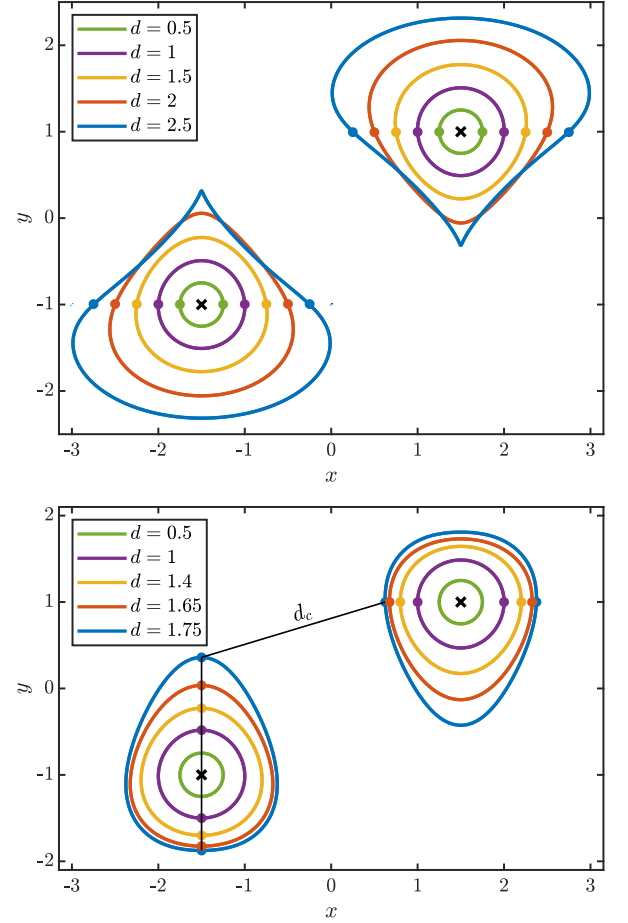 d = 0.5
d = 1
d = 1.5
d = 2
d = 2.5
2
1
0
-1
-2
y
-3 -2 -1 0 1 2 3
x
d = 0.5
d = 1
d = 1.4
d = 1.65
d = 1.75
d_c
2
1
0
-1
-2
y
-3 -2 -1 0 1 2 3
x